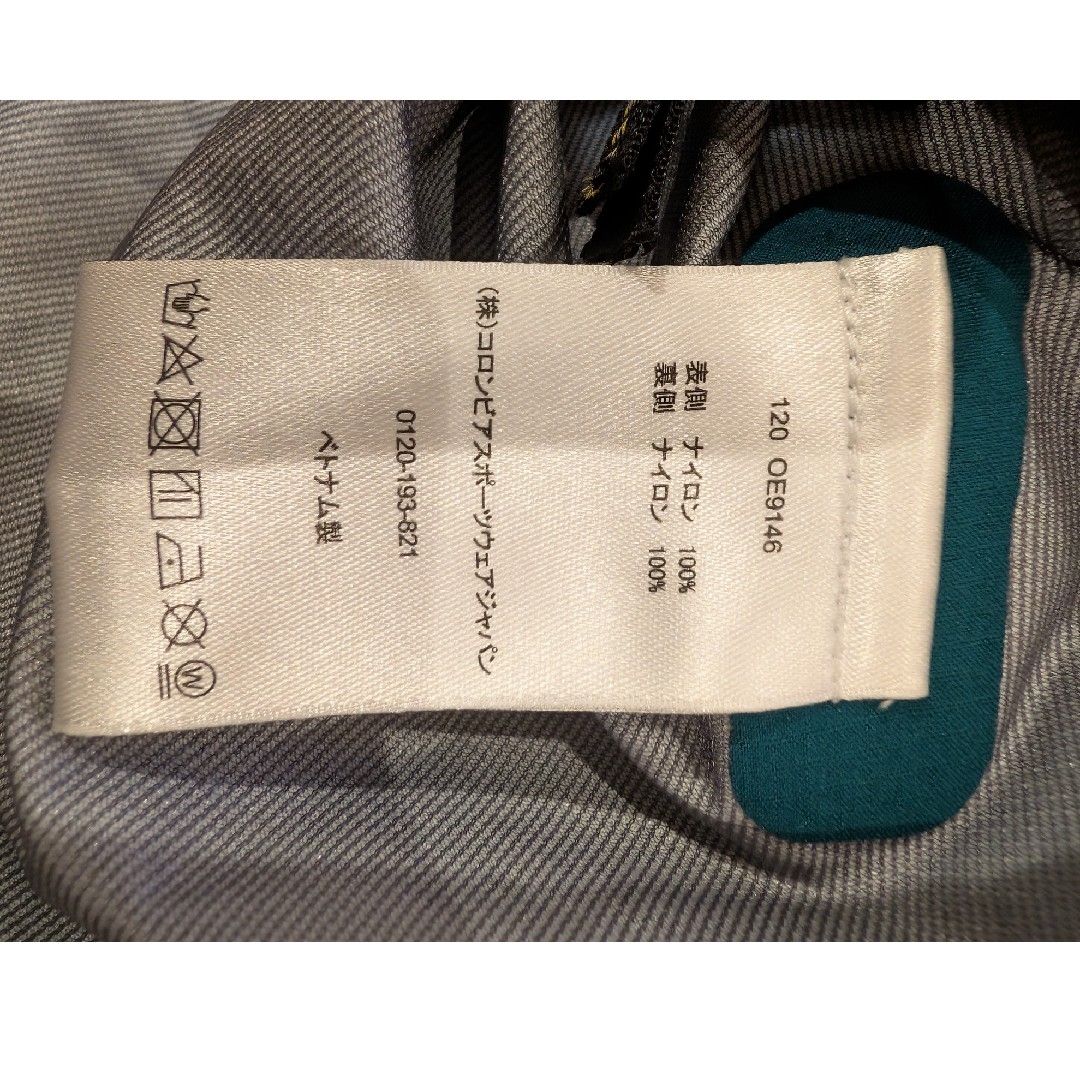 120 OE9146
表側 ナイロン 100%
裏側 ナイロン 100%
(株)コロンビアスポーツウェアジャパン
0120-193-821
ベトナム製
W